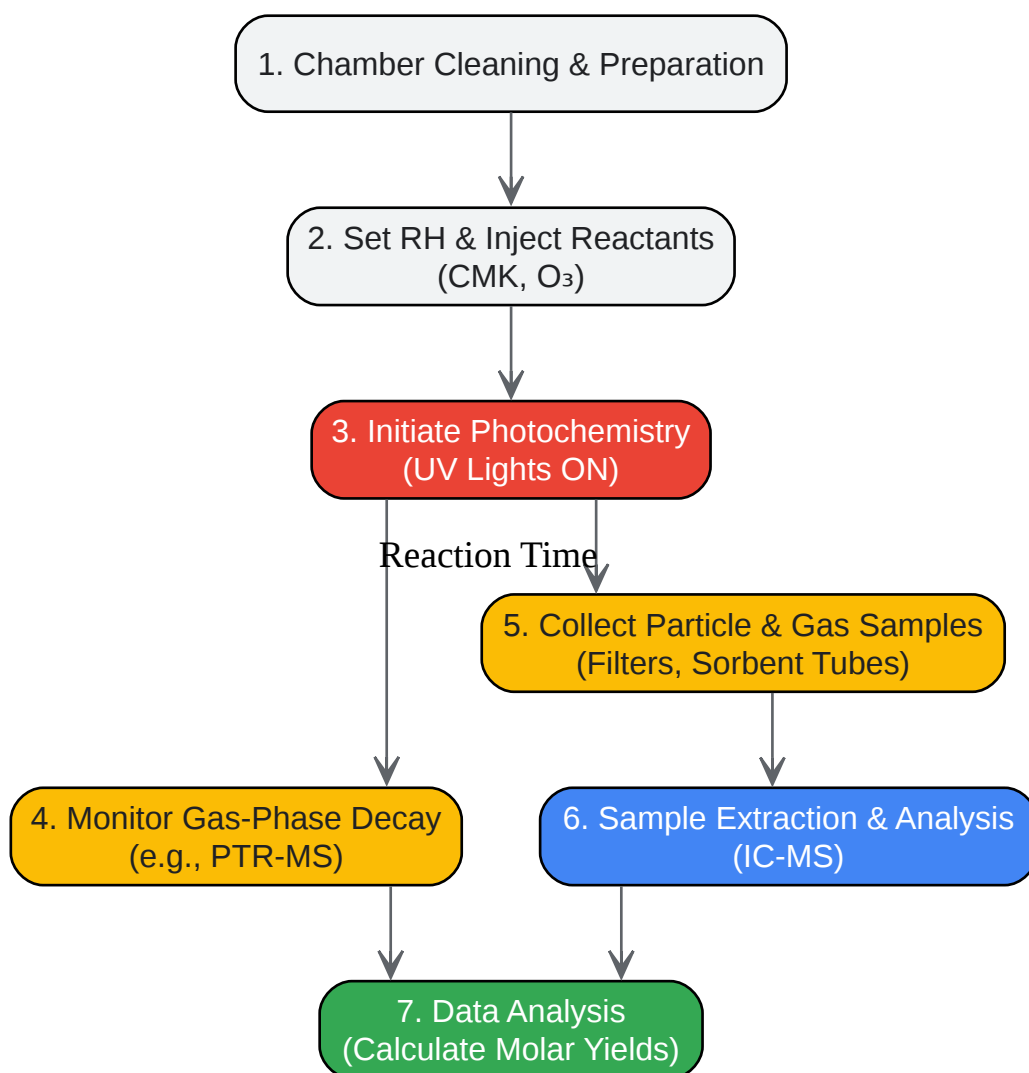 1. Chamber Cleaning & Preparation
2. Set RH & Inject Reactants
(CMK, O₃)
3. Initiate Photochemistry
(UV Lights ON)
Reaction Time
5. Collect Particle & Gas Samples
(Filters, Sorbent Tubes)
4. Monitor Gas-Phase Decay
(e.g., PTR-MS)
6. Sample Extraction & Analysis
(IC-MS)
7. Data Analysis
(Calculate Molar Yields)